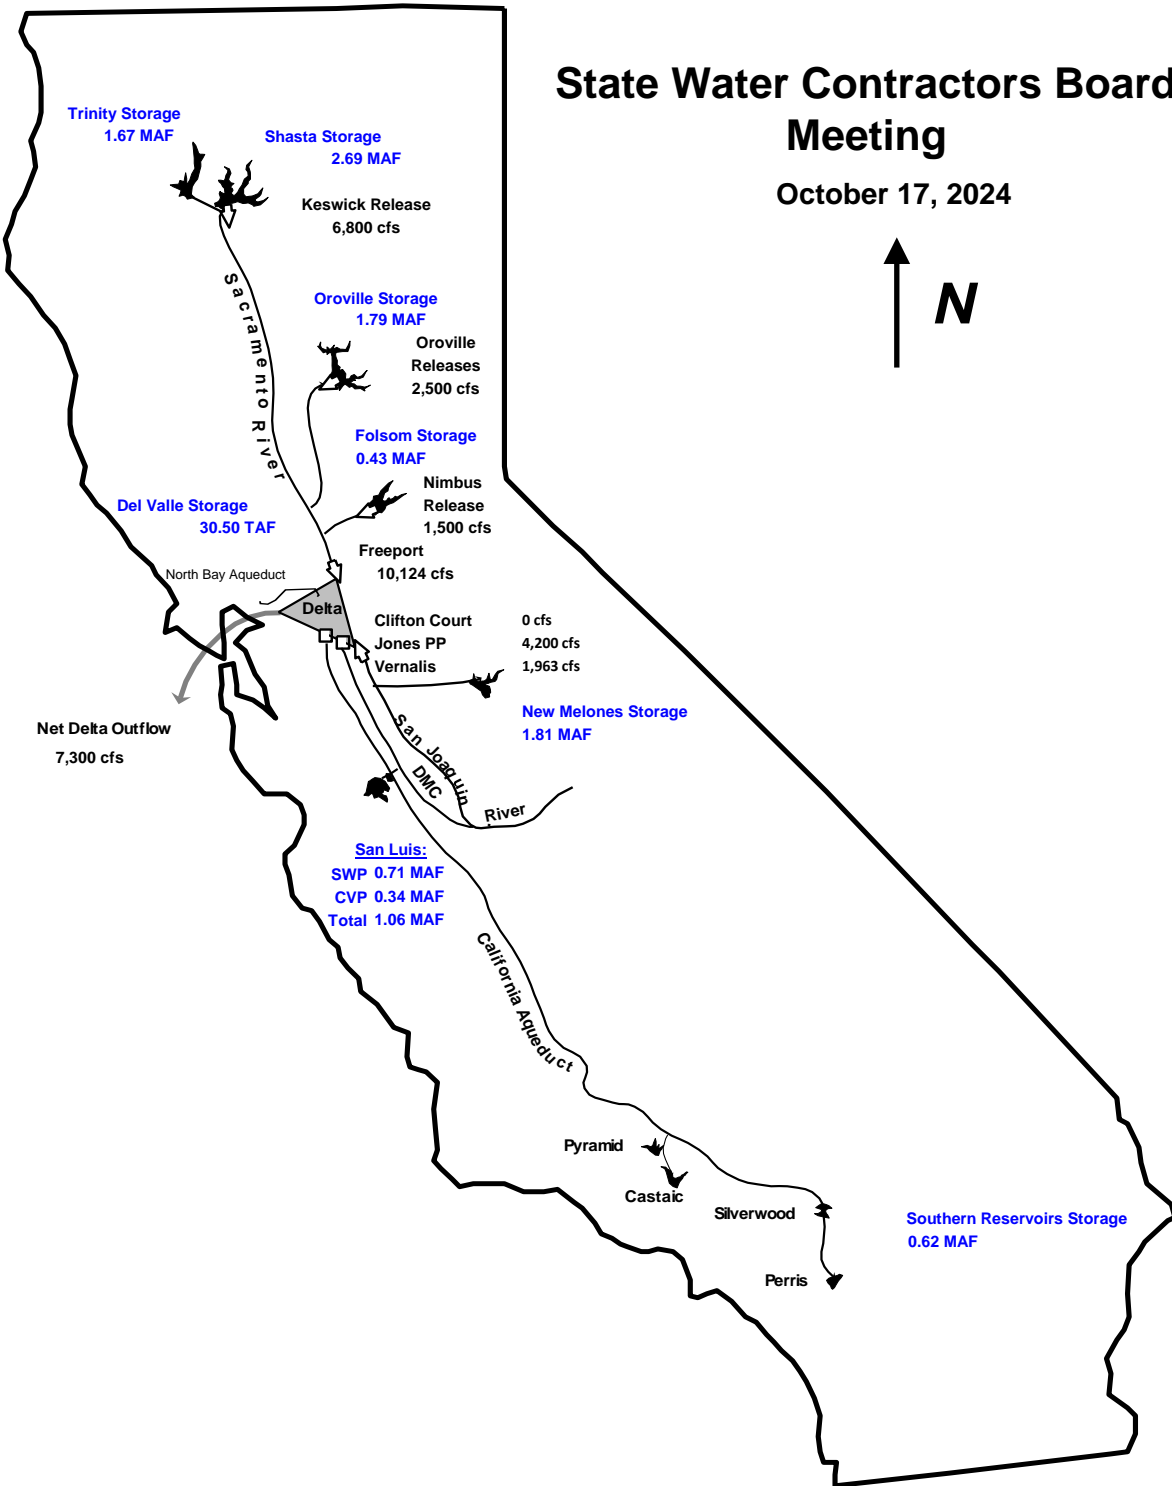 State Water Contractors Board
Meeting
October 17, 2024
N
Trinity Storage
1.67 MAF
Shasta Storage
2.69 MAF
Keswick Release
6,800 cfs
Sacramento River
Oroville Storage
1.79 MAF
Oroville
Releases
2,500 cfs
Folsom Storage
0.43 MAF
Nimbus
Release
1,500 cfs
Del Valle Storage
30.50 TAF
Freeport
10,124 cfs
North Bay Aqueduct
Delta
Clifton Court 0 cfs
Jones PP 4,200 cfs
Vernalis 1,963 cfs
New Melones Storage
1.81 MAF
Net Delta Outflow
7,300 cfs
San Joaquin
DMC
River
San Luis:
SWP 0.71 MAF
CVP 0.34 MAF
Total 1.06 MAF
California Aqueduct
Pyramid
Castaic
Silverwood
Southern Reservoirs Storage
0.62 MAF
Perris